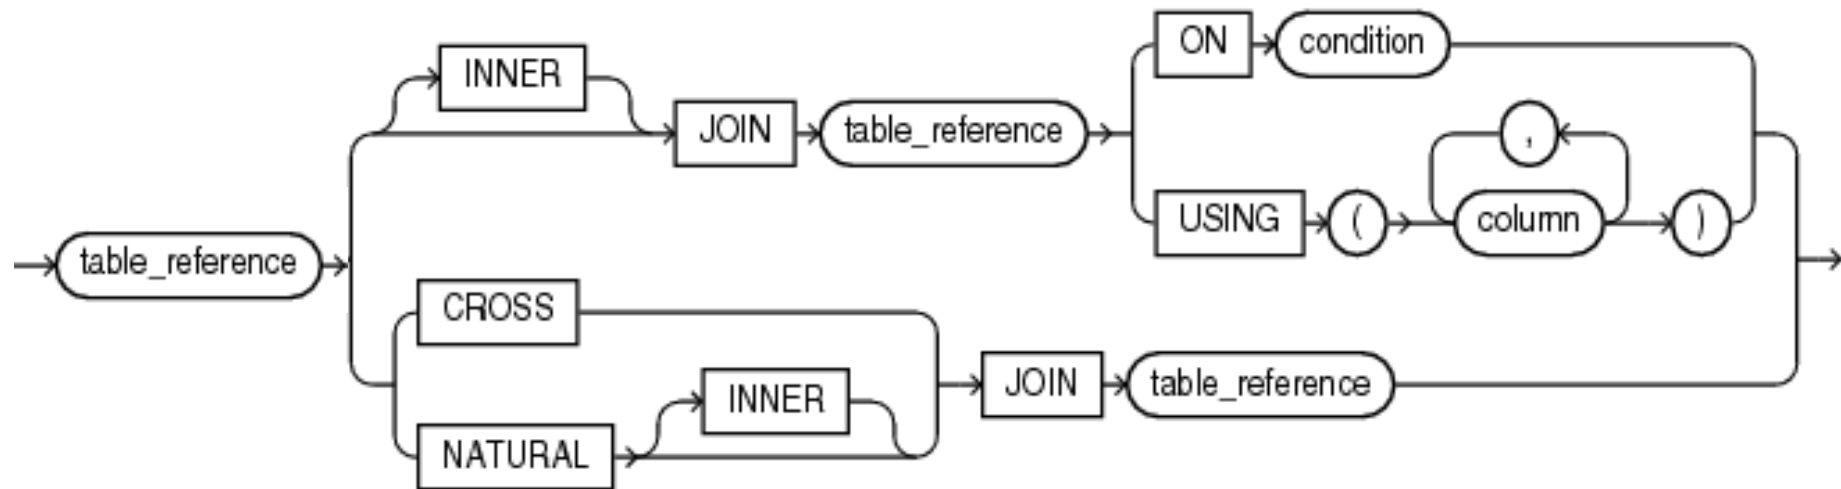 ON condition
INNER
JOIN table_reference
,
USING ( column )
table_reference
CROSS
JOIN table_reference
INNER
NATURAL